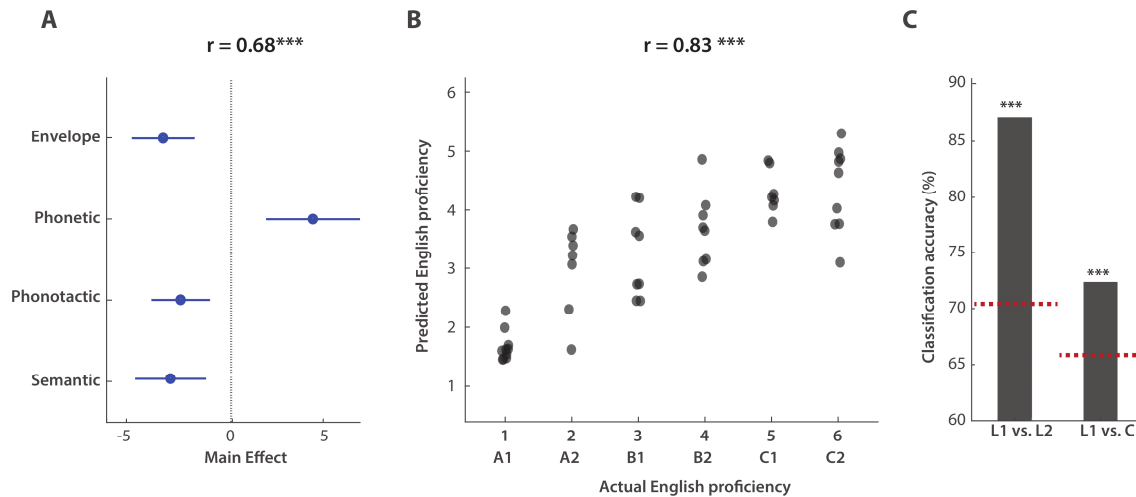 A
r = 0.68***
Envelope
Phonetic
Phonotactic
Semantic
-5 0 5
Main Effect
B
r = 0.83 ***
Predicted English proficiency
6
5
4
3
2
1
1 2 3 4 5 6
A1 A2 B1 B2 C1 C2
Actual English proficiency
C
Classification accuracy (%)
90
85
80
75
70
65
60
***
***
L1 vs. L2 L1 vs. C